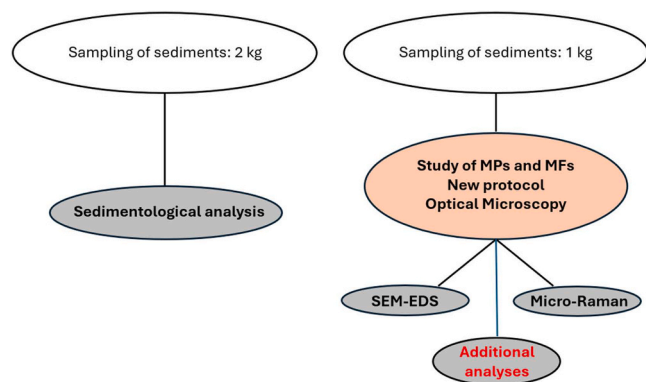 Sampling of sediments: 2 kg
Sampling of sediments: 1 kg
Sedimentological analysis
Study of MPs and MFs
New protocol
Optical Microscopy
SEM-EDS
Micro-Raman
Additional
analyses